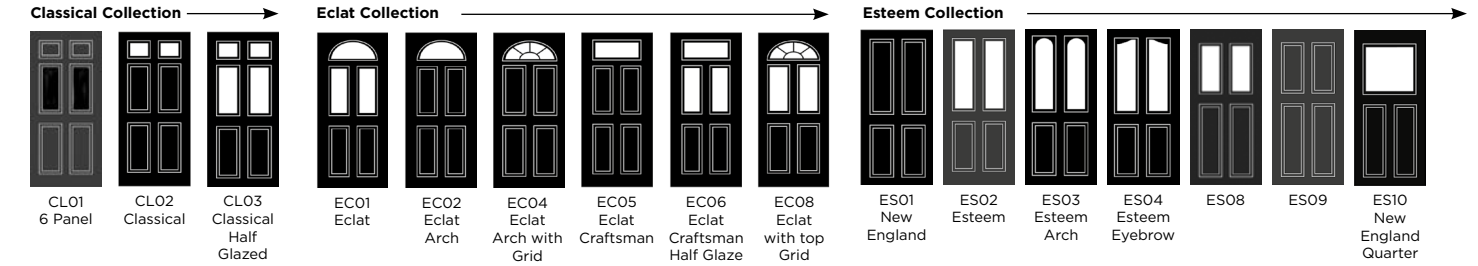 Classical Collection
Eclat Collection
Esteem Collection
CL01
6 Panel
CL02
Classical
CL03
Classical
Half
Glazed
EC01
Eclat
EC02
Eclat
Arch
EC04
Eclat
Arch with
Grid
EC05
Eclat
Craftsman
EC06
Eclat
Craftsman
Half Glaze
EC08
Eclat
with top
Grid
ES01
New
England
ES02
Esteem
ES03
Esteem
Arch
ES04
Esteem
Eyebrow
ES08
ES09
ES10
New
England
Quarter